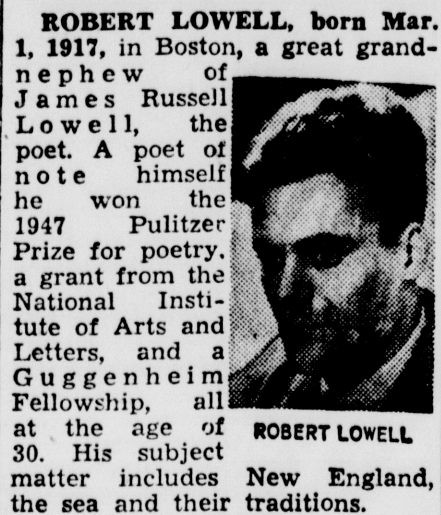 ROBERT LOWELL, born Mar.
1, 1917, in Boston, a great grand-
nephew of
James Russell
Lowell, the
poet. A poet of
note himself
he won the
1947 Pulitzer
Prize for poetry.
a grant from the
National Insti-
tute of Arts and
Letters, and a
Guggenheim
Fellowship, all
at the age of
30. His subject
matter includes New England,
the sea and their traditions.
ROBERT LOWELL